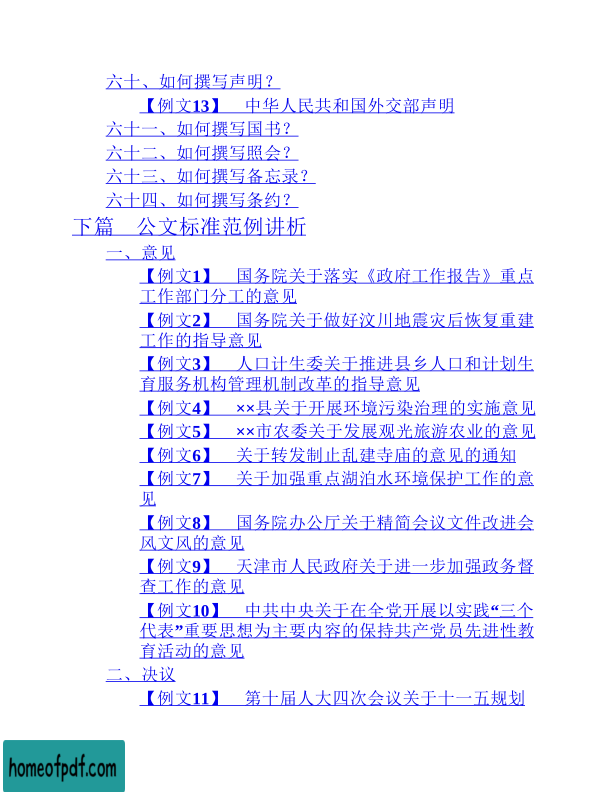 六十、如何撰写声明？
【例文13】　中华人民共和国外交部声明
六十一、如何撰写国书？
六十二、如何撰写照会？
六十三、如何撰写备忘录？
六十四、如何撰写条约？
下篇　公文标准范例讲析
一、意见
【例文1】　国务院关于落实《政府工作报告》重点
工作部门分工的意见
【例文2】　国务院关于做好汶川地震灾后恢复重建
工作的指导意见
【例文3】　人口计生委关于推进县乡人口和计划生
育服务机构管理机制改革的指导意见
【例文4】　××县关于开展环境污染治理的实施意见
【例文5】　××市农委关于发展观光旅游农业的意见
【例文6】　关于转发制止乱建寺庙的意见的通知
【例文7】　关于加强重点湖泊水环境保护工作的意
见
【例文8】　国务院办公厅关于精简会议文件改进会
风文风的意见
【例文9】　天津市人民政府关于进一步加强政务督
查工作的意见
【例文10】　中共中央关于在全党开展以实践“三个
代表”重要思想为主要内容的保持共产党员先进性教
育活动的意见
二、决议
【例文11】　第十届人大四次会议关于十一五规划
homeofpdf.com